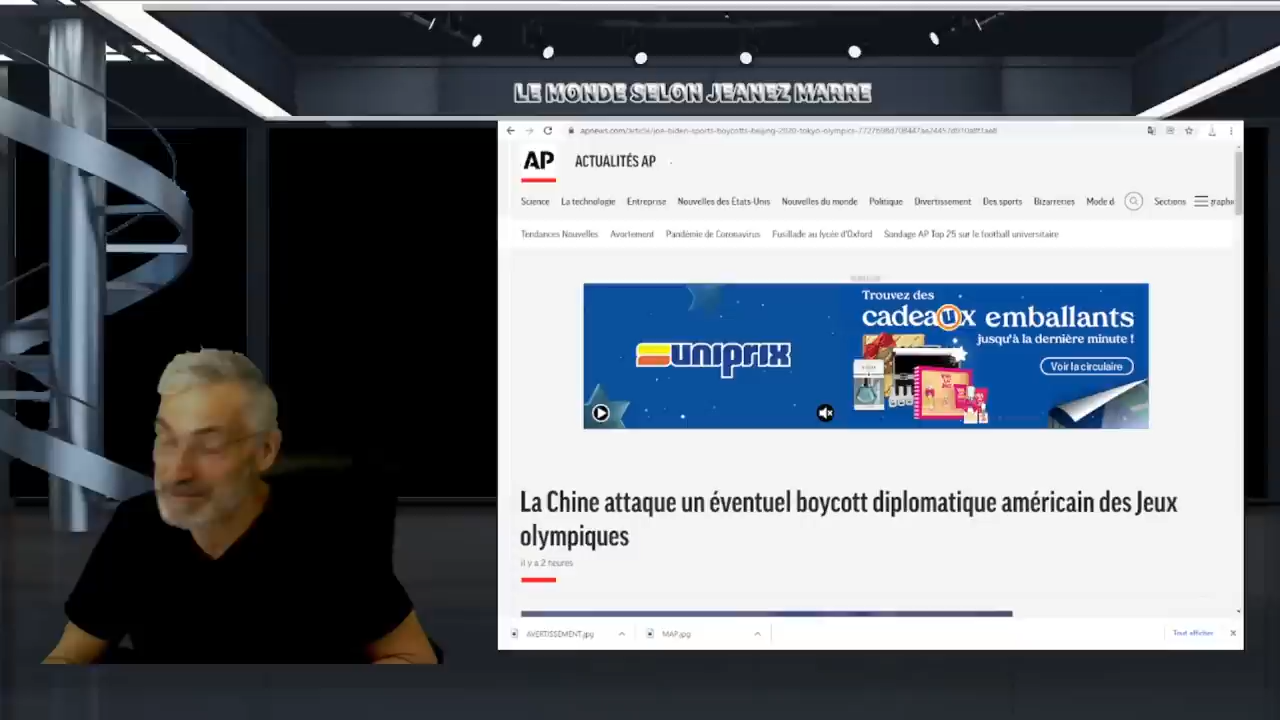 LE MONDE SELON JEANEZ MARRE
AP
ACTUALITÉS AP
Science La technologie Entreprise Nouvelles des États-Unis Nouvelles du monde Politique Divertissement Des sports Bizarreries Mode d Sections graphi
Tendances Nouvelles Avortement Pandémie de Coronavirus Fusillade au lycée d'Oxford Sondage AP Top 25 sur le football universitaire
uniprix
Trouvez des
cadeaux emballants
jusqu'à la dernière minute !
Voir la circulaire
La Chine attaque un éventuel boycott diplomatique américain des Jeux
olympiques
il y a 2 heures
AVERTISSEMENT.jpg MAP.jpg Tout afficher